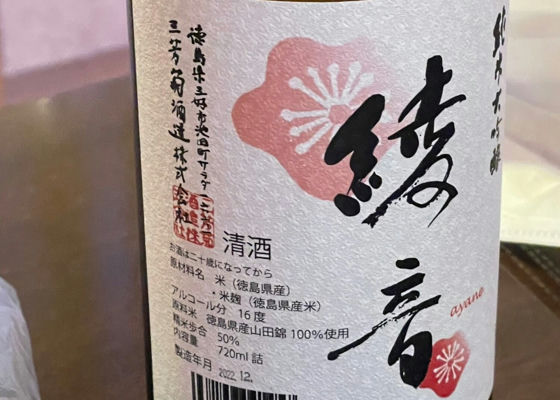 純米大吟醸
綾音
ayane
徳島県三好市池田町サラダ
三芳菊酒造株式会社
清酒
お酒は二十歳になってから
原材料名 米(徳島県産)
・米麹(徳島県産米)
アルコール分 16度
原料米 徳島県産山田錦100%使用
精米歩合 50%
内容量 720ml詰
製造年月 2022.12.